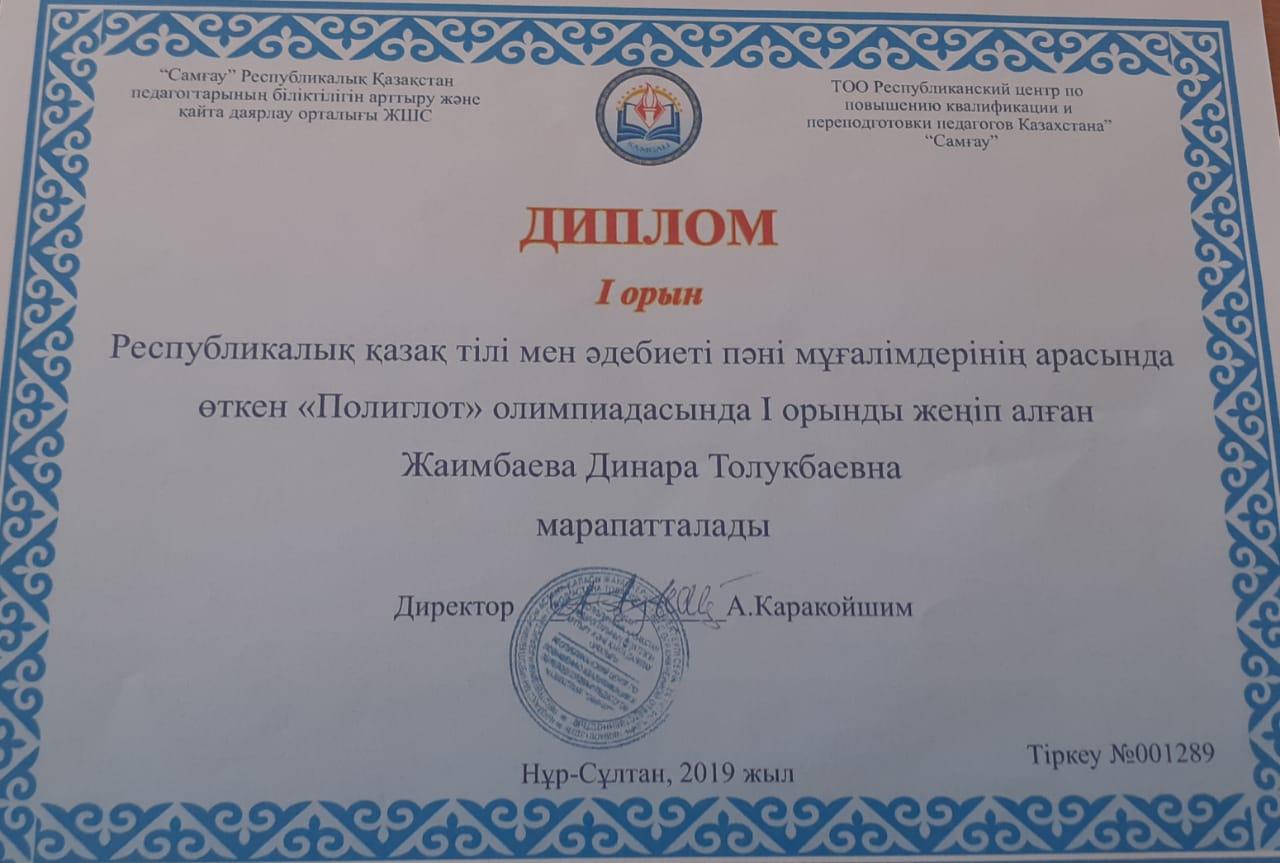 “Самғау” Республикалық Қазақстан
педагогтарының біліктілігін арттыру және
қайта даярлау орталығы ЖШС
ТОО Республиканский центр по
повышению квалификации и
переподготовки педагогов Казахстана”
“Самғау”
ДИПЛОМ
I орын
Республикалық қазақ тілі мен әдебиеті пәні мұғалімдерінің арасында
өткен «Полиглот» олимпиадасында I орынды жеңіп алған
Жаимбаева Динара Толукбаевна
марапатталады
Директор А.Каракойшим
Нұр-Сұлтан, 2019 жыл
Тіркеу №001289